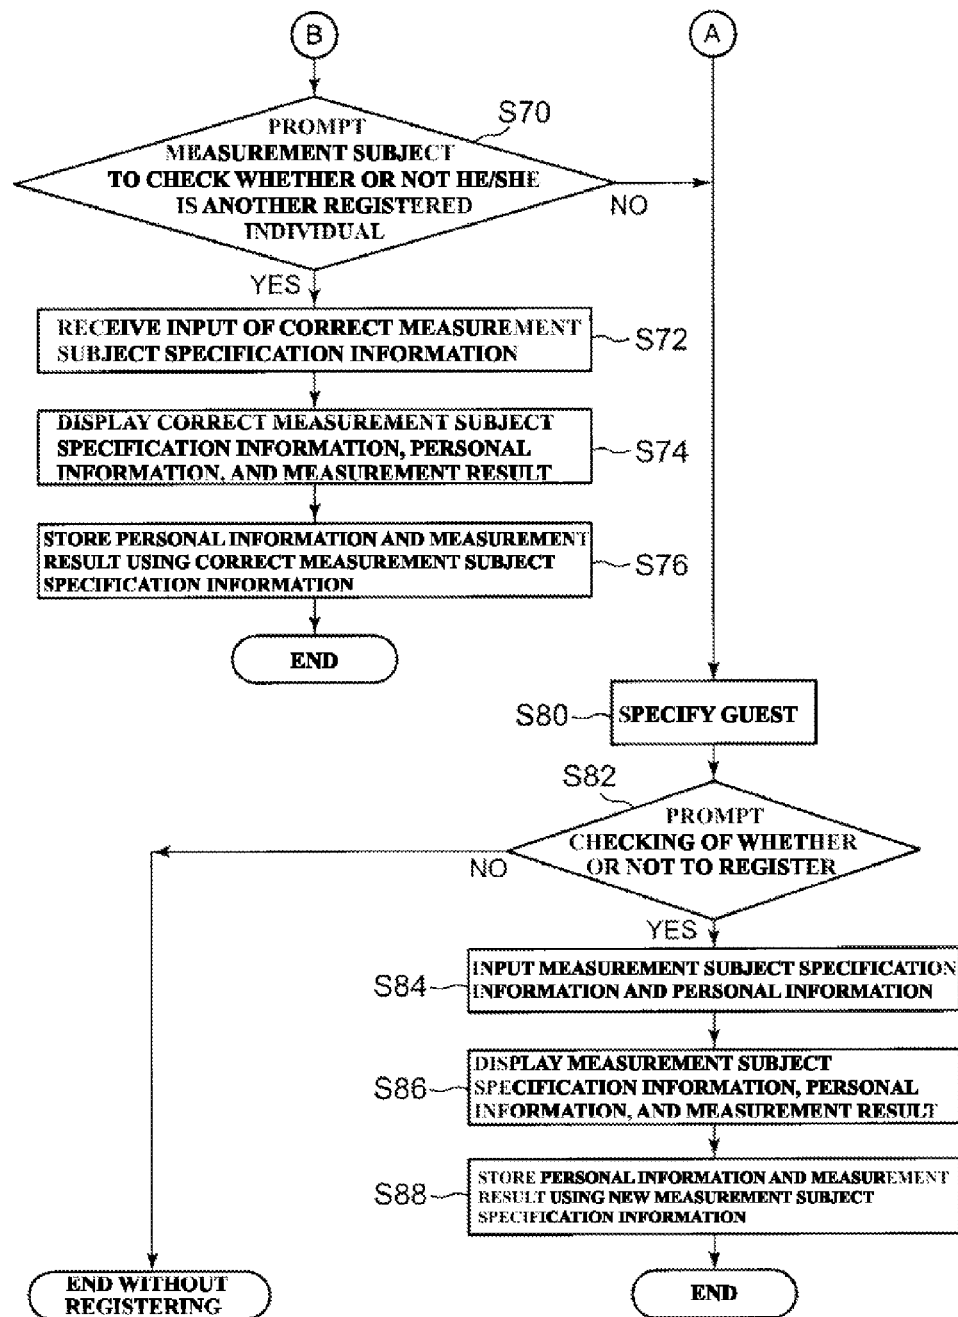 B
A
S70
PROMPT
MEASUREMENT SUBJECT
TO CHECK WHETHER OR NOT HE/SHE
IS ANOTHER REGISTERED
INDIVIDUAL
NO
YES
RECEIVE INPUT OF CORRECT MEASUREMENT
SUBJECT SPECIFICATION INFORMATION
S72
DISPLAY CORRECT MEASUREMENT SUBJECT
SPECIFICATION INFORMATION, PERSONAL
INFORMATION, AND MEASUREMENT RESULT
S74
STORE PERSONAL INFORMATION AND MEASUREMENT
RESULT USING CORRECT MEASUREMENT SUBJECT
SPECIFICATION INFORMATION
S76
END
S80
SPECIFY GUEST
S82
PROMPT
CHECKING OF WHETHER
OR NOT TO REGISTER
NO
YES
S84
INPUT MEASUREMENT SUBJECT SPECIFICATION
INFORMATION AND PERSONAL INFORMATION
S86
DISPLAY MEASUREMENT SUBJECT
SPECIFICATION INFORMATION, PERSONAL
INFORMATION, AND MEASUREMENT RESULT
S88
STORE PERSONAL INFORMATION AND MEASUREMENT
RESULT USING NEW MEASUREMENT SUBJECT
SPECIFICATION INFORMATION
END WITHOUT
REGISTERING
END